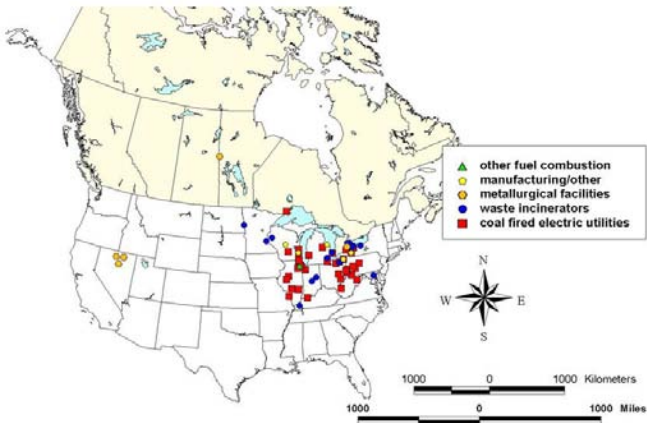 other fuel combustion
manufacturing/other
metallurgical facilities
waste incinerators
coal fired electric utilities
N
W E
S
1000 0 1000 Kilometers
1000 0 1000 Miles